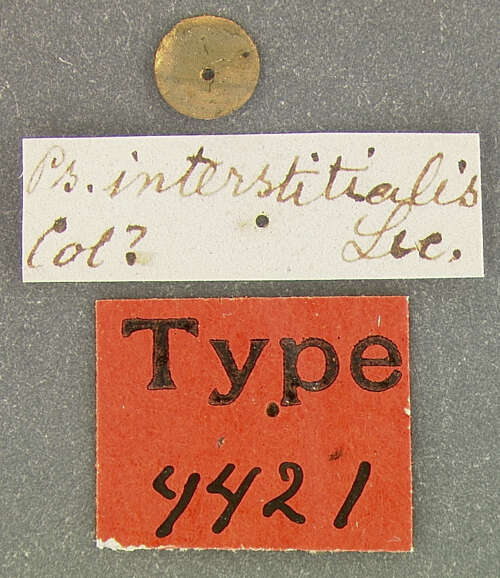 Ps. interstitialis
Col? Lec.
Type
4421